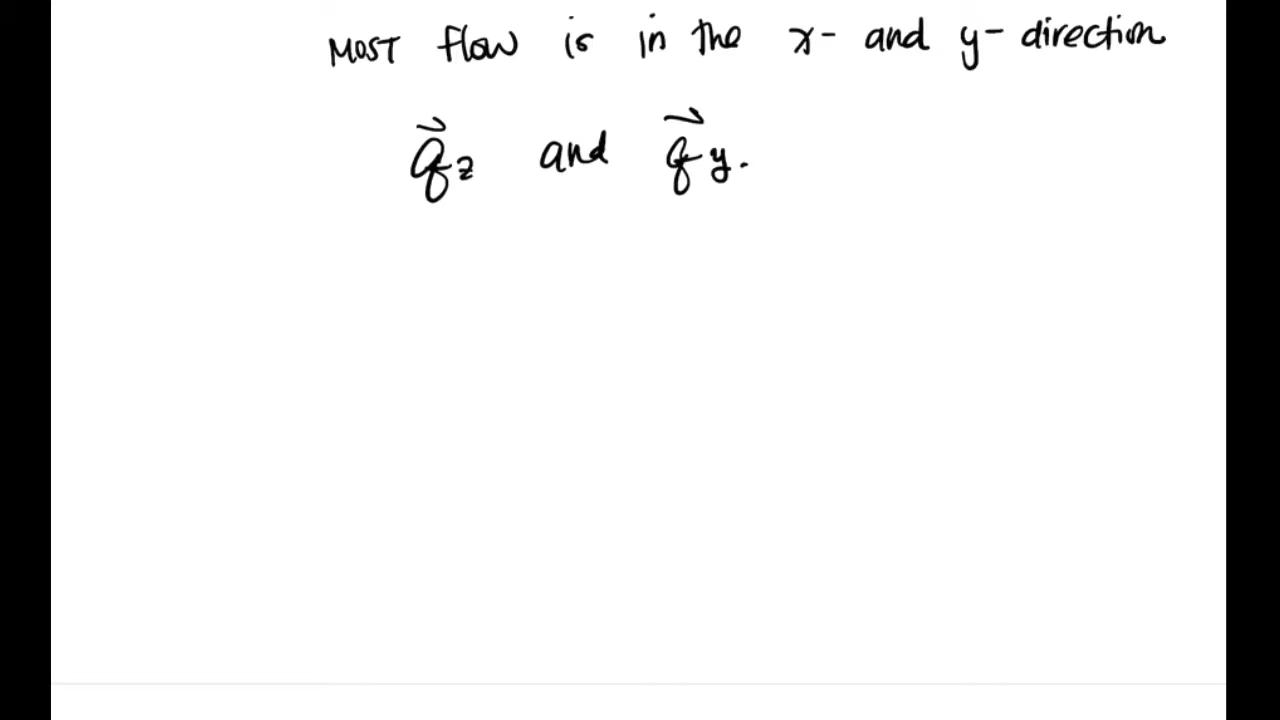 MOST flow is in the x- and y-direction
q⃗z and q⃗y.